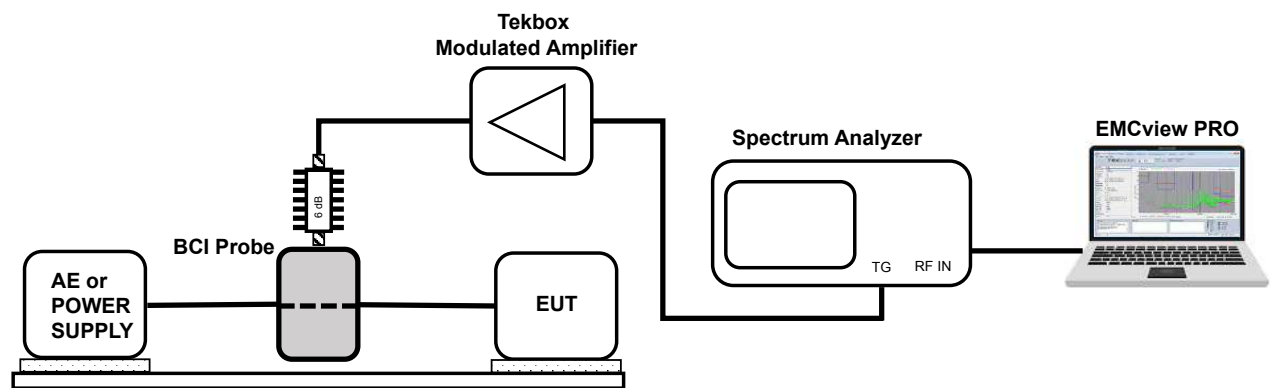 Tekbox
Modulated Amplifier
Spectrum Analyzer
EMCview PRO
6 dB
BCI Probe
TG
RF IN
AE or
POWER
SUPPLY
EUT